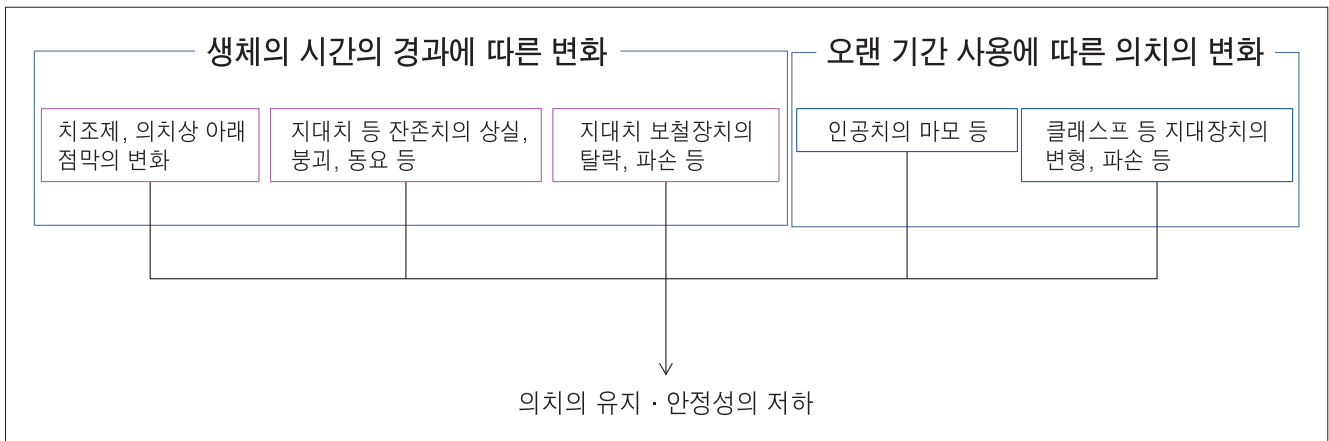 생체의 시간의 경과에 따른 변화
오랜 기간 사용에 따른 의치의 변화
치조제, 의치상 아래
점막의 변화
지대치 등 잔존치의 상실,
붕괴, 동요 등
지대치 보철장치의
탈락, 파손 등
인공치의 마모 등
클래스프 등 지대장치의
변형, 파손 등
의치의 유지 · 안정성의 저하